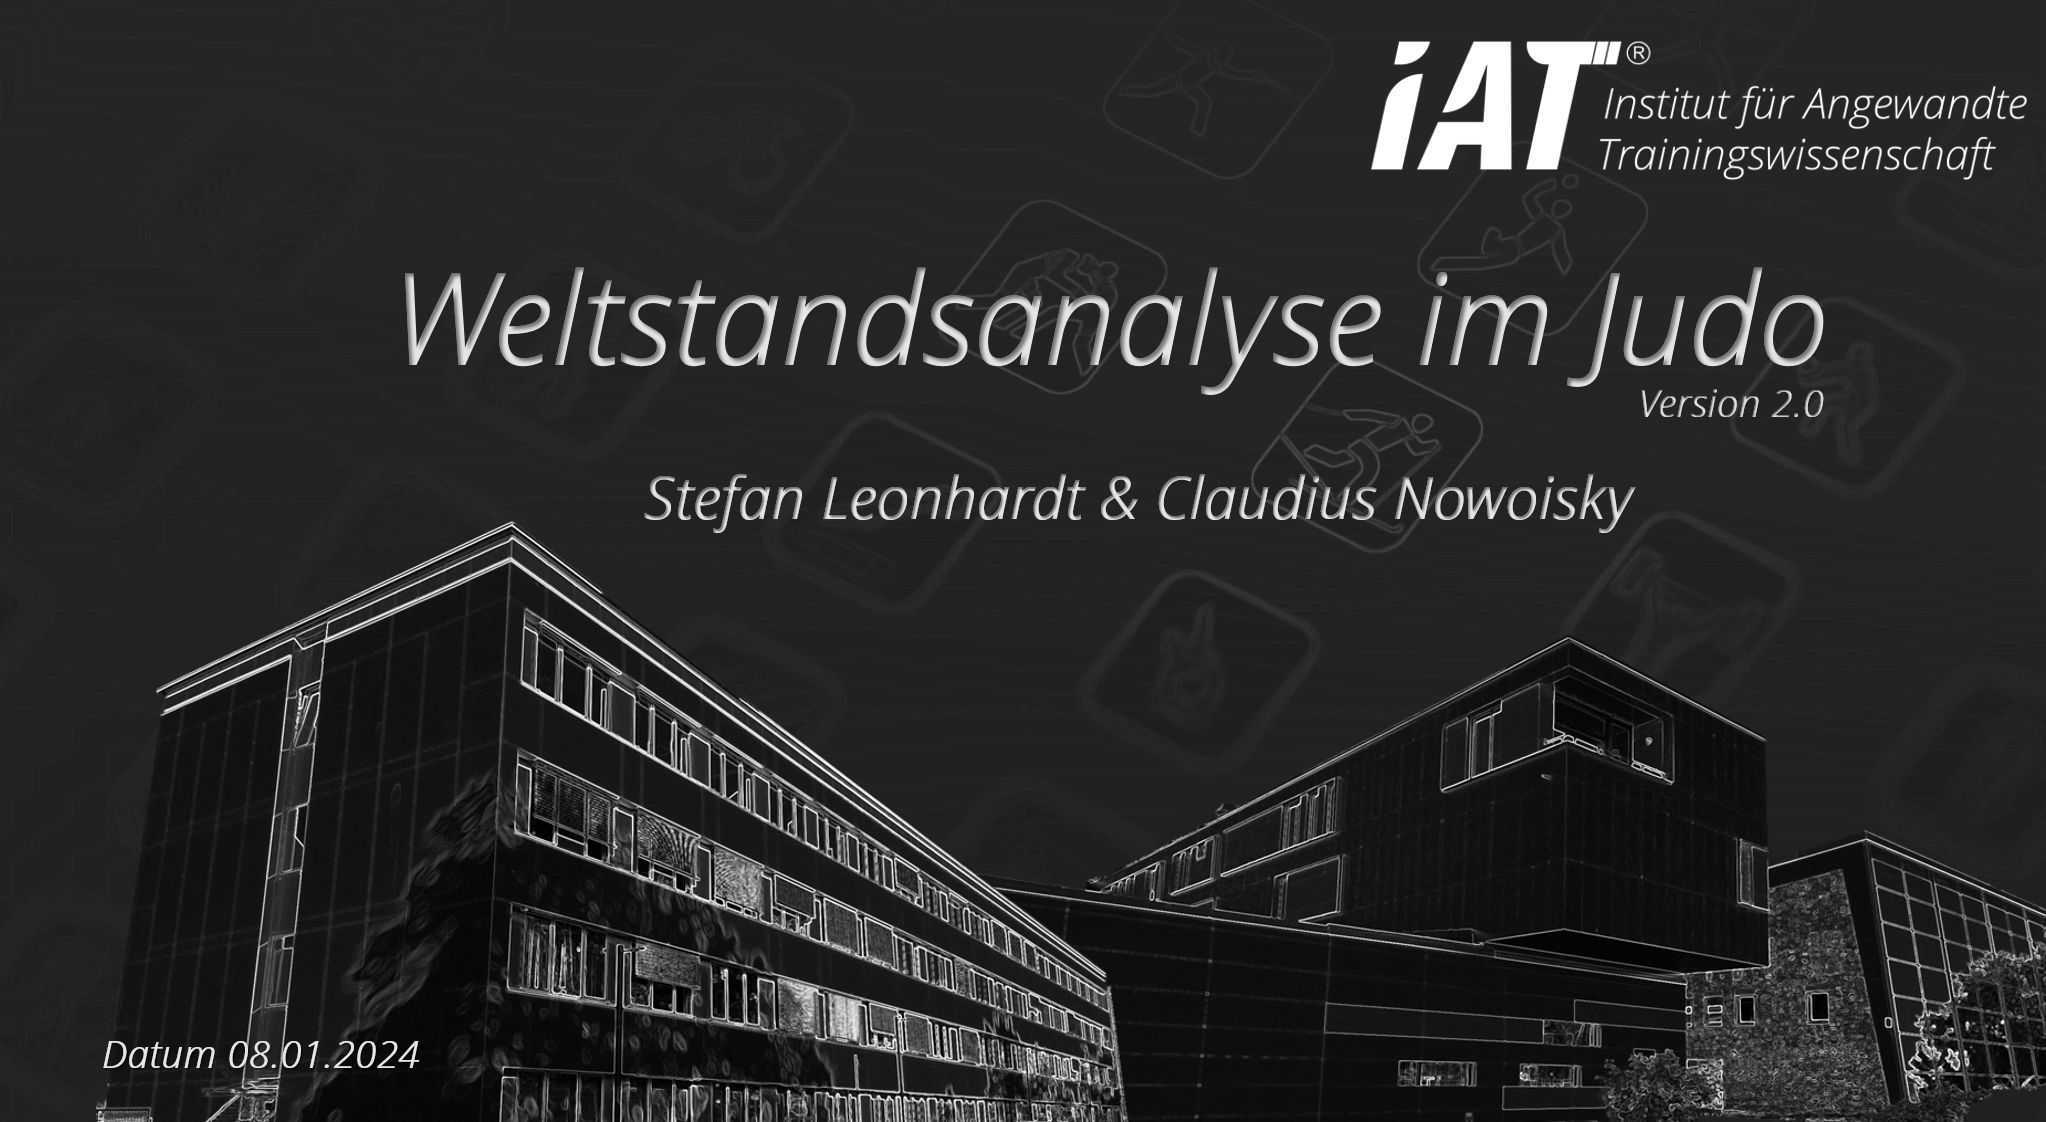 iAT®
Institut für Angewandte
Trainingswissenschaft
Weltstandsanalyse im Judo
Version 2.0
Stefan Leonhardt & Claudius Nowoisky
Datum 08.01.2024